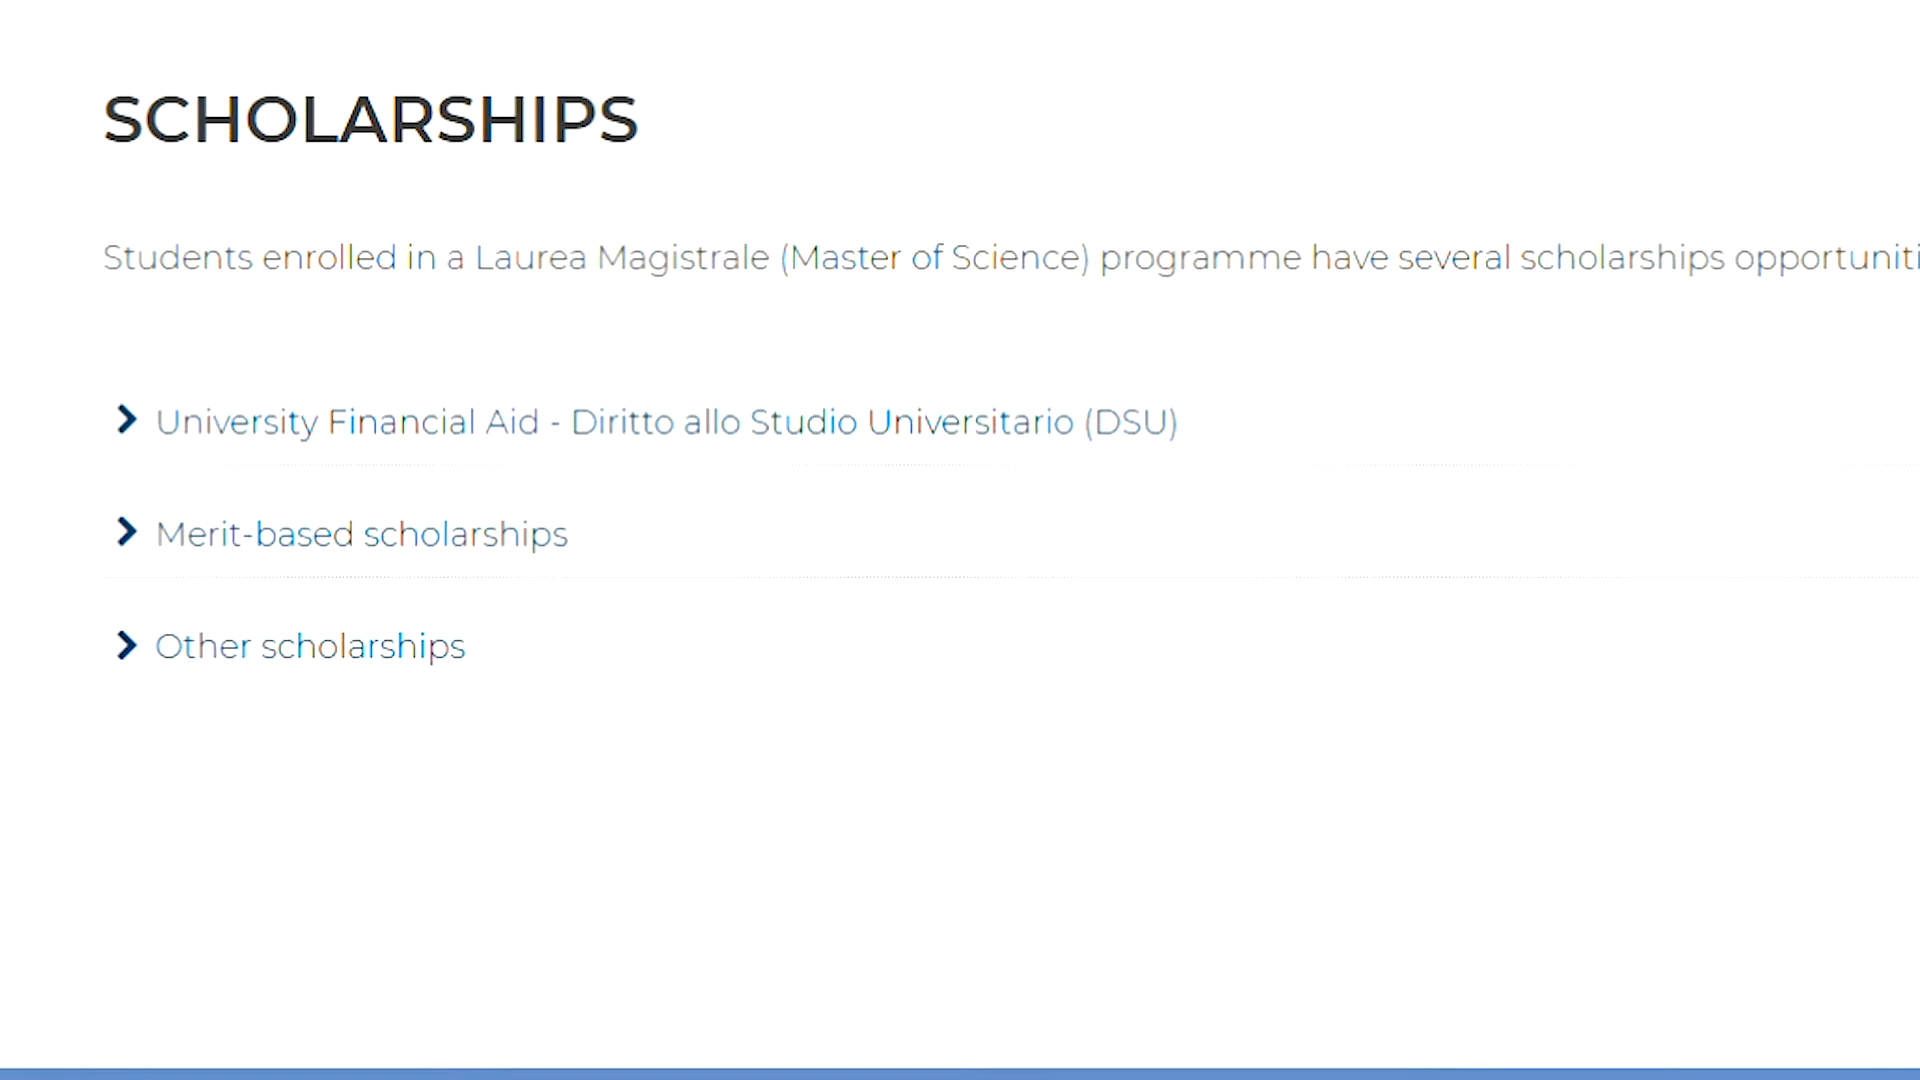 SCHOLARSHIPS
Students enrolled in a Laurea Magistrale (Master of Science) programme have several scholarships
University Financial Aid - Diritto allo Studio Universitario (DSU)
Merit-based scholarships
Other scholarships